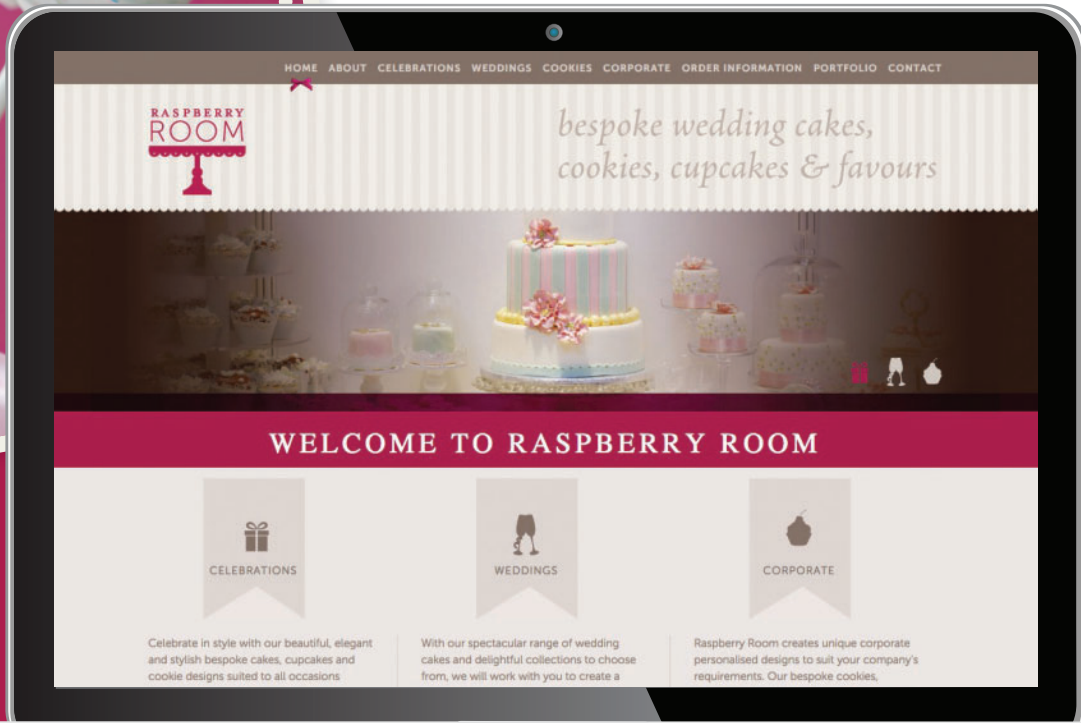 HOME ABOUT CELEBRATIONS WEDDINGS COOKIES CORPORATE ORDER INFORMATION PORTFOLIO CONTACT
RASPBERRY
ROOM
bespoke wedding cakes,
cookies, cupcakes & favours
WELCOME TO RASPBERRY ROOM
CELEBRATIONS
WEDDINGS
CORPORATE
Celebrate in style with our beautiful, elegant
and stylish bespoke cakes, cupcakes and
cookie designs suited to all occasions
With our spectacular range of wedding
cakes and delightful collections to choose
from, we will work with you to create a
Raspberry Room creates unique corporate
personalised designs to suit your company's
requirements. Our bespoke cookies,